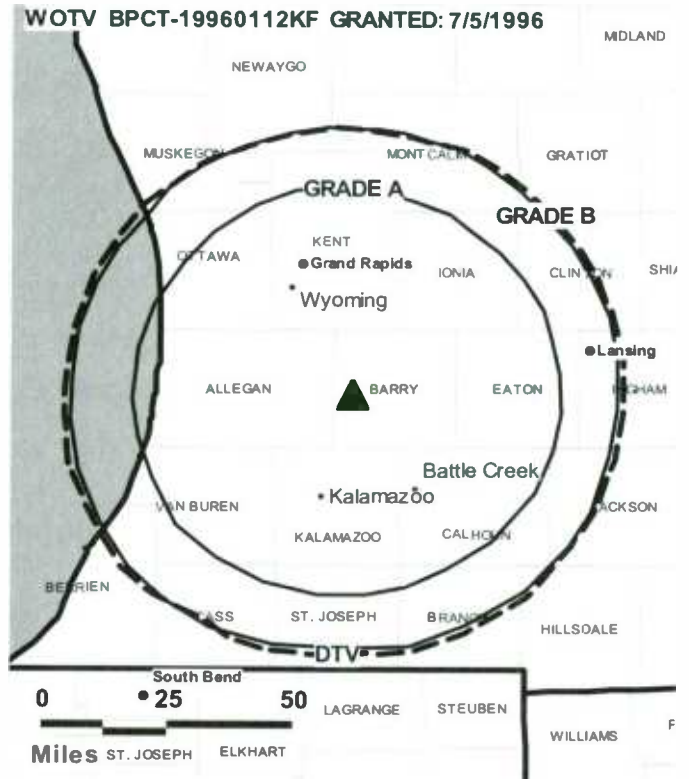 WOTV BPCT-19960112KF GRANTED: 7/5/1996
MIDLAND
NEWAYGO
MUSKEGON
MONTCALM
GRATIOT
GRADE A
GRADE B
KENT
OTTAWA
Grand Rapids
IONIA
CLINTON
SHIA
Wyoming
Lansing
ALLEGAN
BARRY
EATON
INGHAM
Battle Creek
Kalamazoo
VAN BUREN
JACKSON
KALAMAZOO
CALHOUN
BERRIEN
CASS
ST. JOSEPH
BRANCH
HILLSDALE
DTV
South Bend
0 25 50
LAGRANGE
STEUBEN
WILLIAMS
F
Miles
ST. JOSEPH
ELKHART